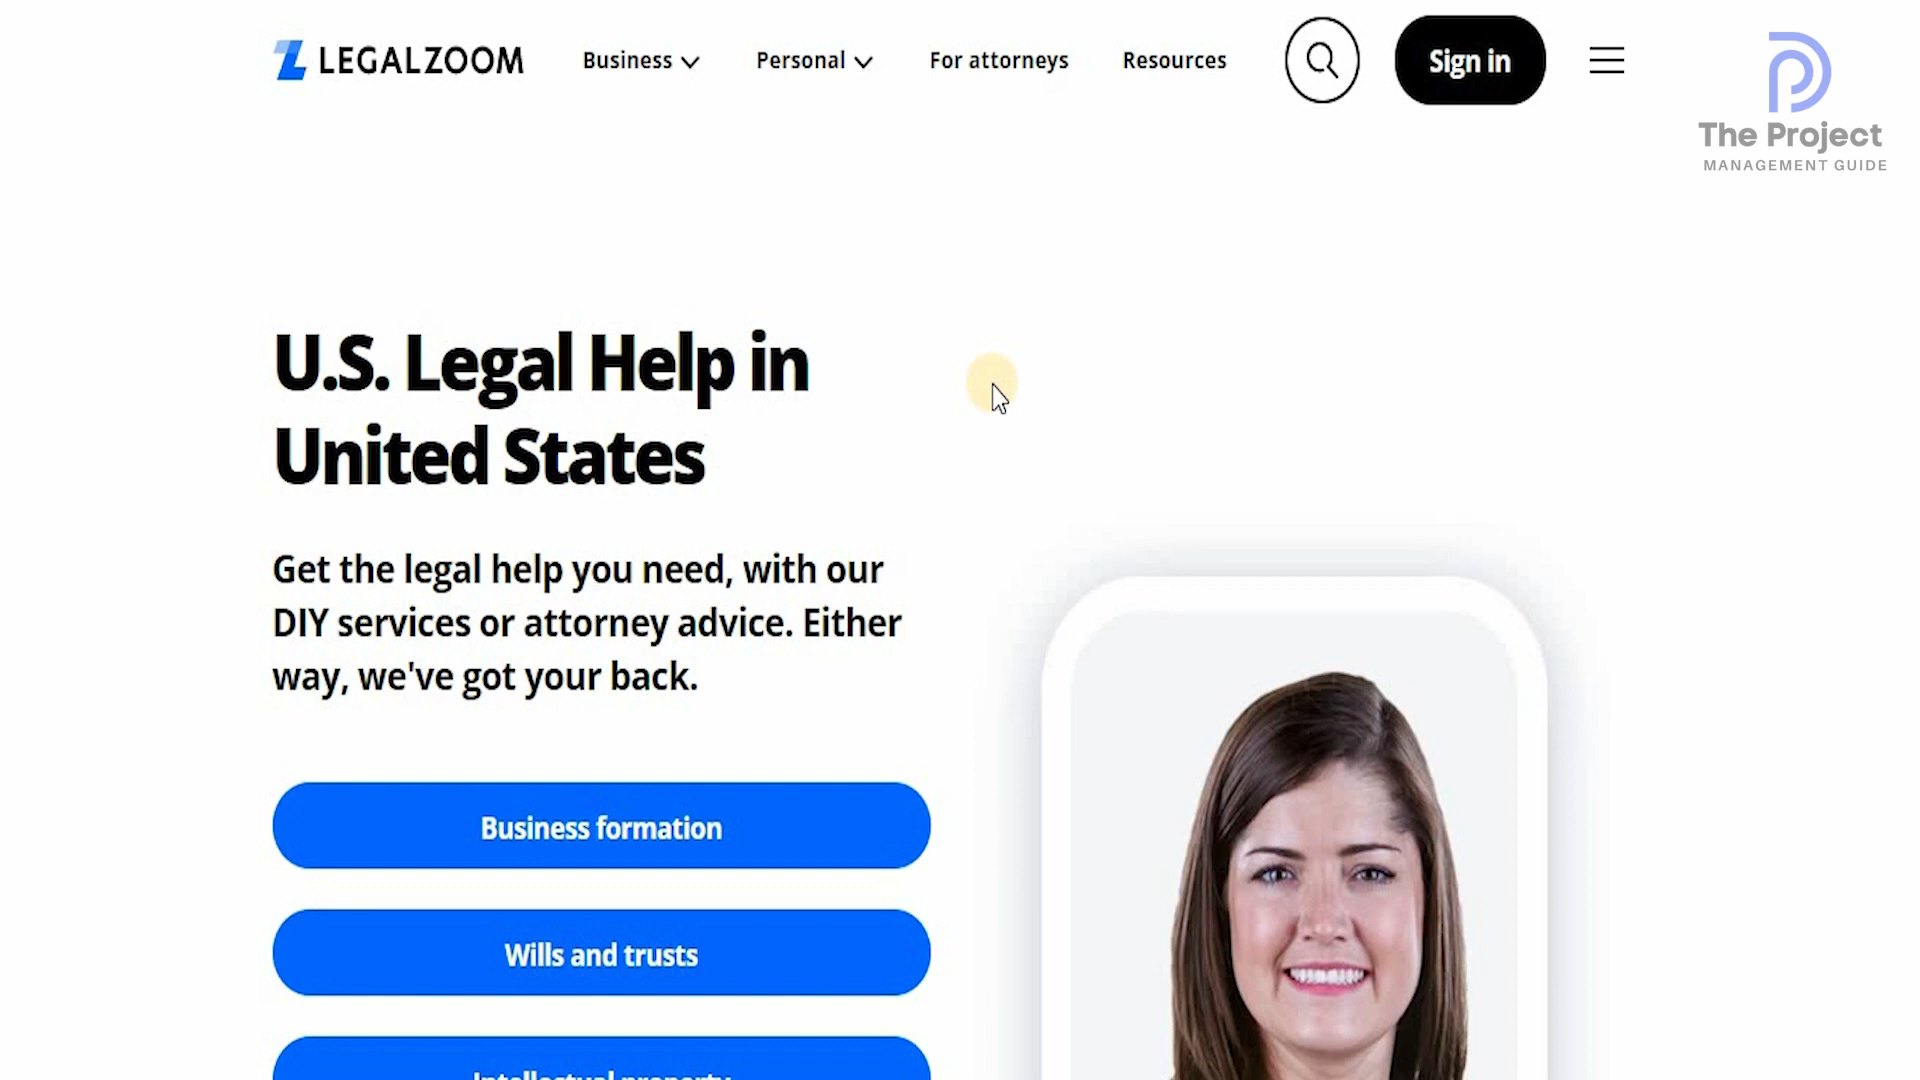 LEGALZOOM
Business
Personal
For attorneys
Resources
Sign in
The Project
MANAGEMENT GUIDE
U.S. Legal Help in
United States
Get the legal help you need, with our
DIY services or attorney advice. Either
way, we've got your back.
Business formation
Wills and trusts
Intellectual property